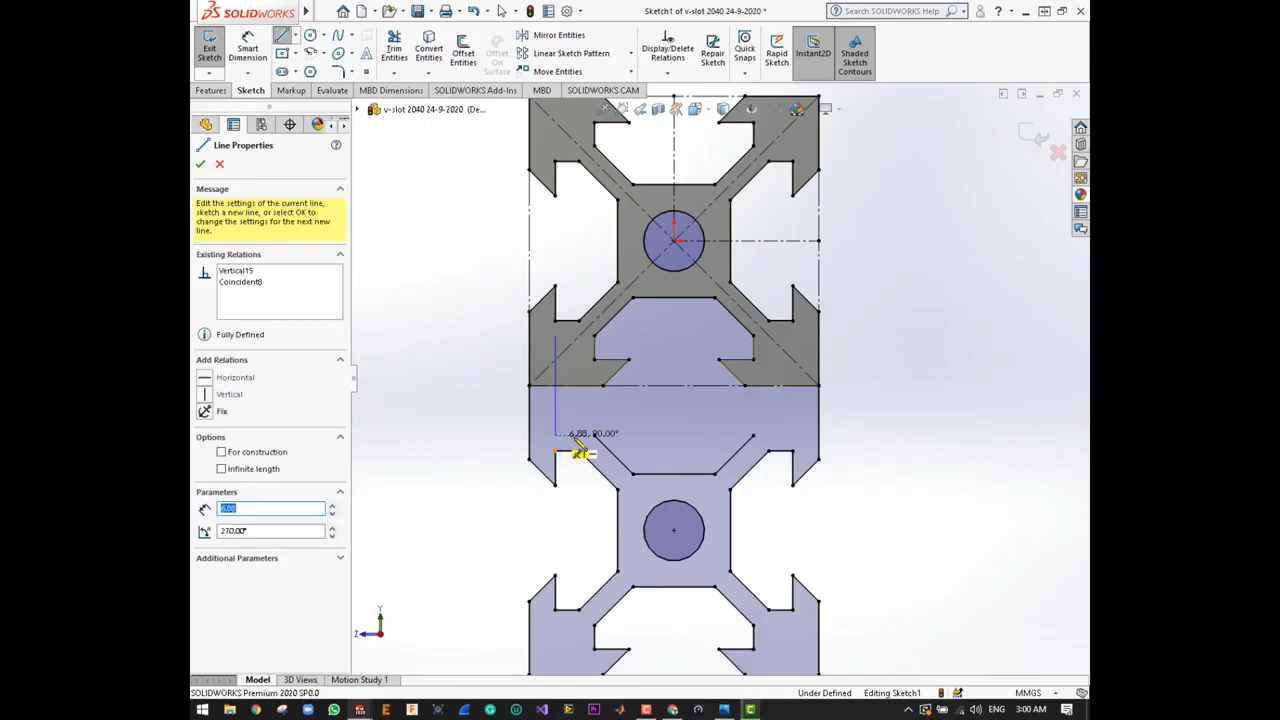 SOLIDWORKS
Sketch1 of v-slot 2040 24-9-2020 *
Search SOLIDWORKS Help
Exit Sketch
Smart Dimension
Trim Entities
Convert Entities
Offset Entities
Offset On Surface
Mirror Entities
Linear Sketch Pattern
Move Entities
Display/Delete Relations
Repair Sketch
Quick Snaps
Rapid Sketch
Instant2D
Shaded Sketch Contours
Features
Sketch
Markup
Evaluate
MBD Dimensions
SOLIDWORKS Add-Ins
MBD
SOLIDWORKS CAM
v-slot 2040 24-9-2020 (De...
Line Properties
Message
Edit the settings of the current line,
sketch a new line, or select OK to
change the settings for the next new
line.
Existing Relations
Vertical15
Coincident8
Fully Defined
Add Relations
Horizontal
Vertical
Fix
Options
For construction
Infinite length
Parameters
6.88
270.00°
Additional Parameters
6.88, 90.00°
Y
Z
Model
3D Views
Motion Study 1
SOLIDWORKS Premium 2020 SP0.0
Under Defined
Editing Sketch1
MMGS
ENG
3:00 AM